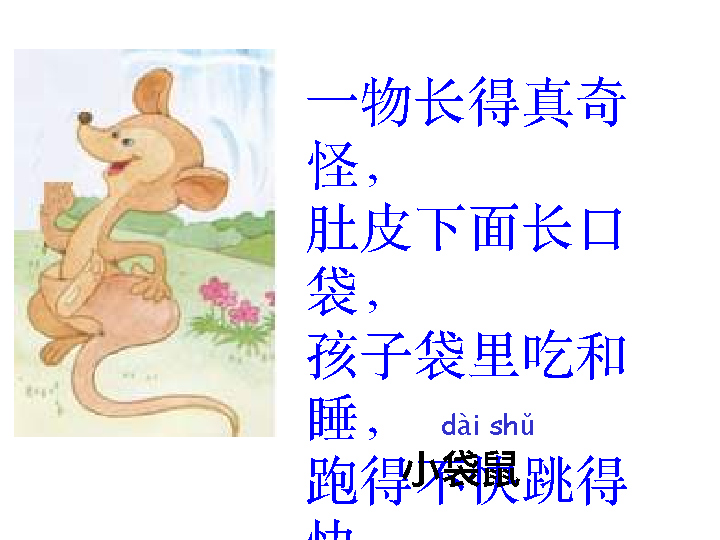 一物长得真奇
怪，
肚皮下面长口
袋，
孩子袋里吃和
睡，
dài shǔ
小袋鼠
跑得不快跳得
快